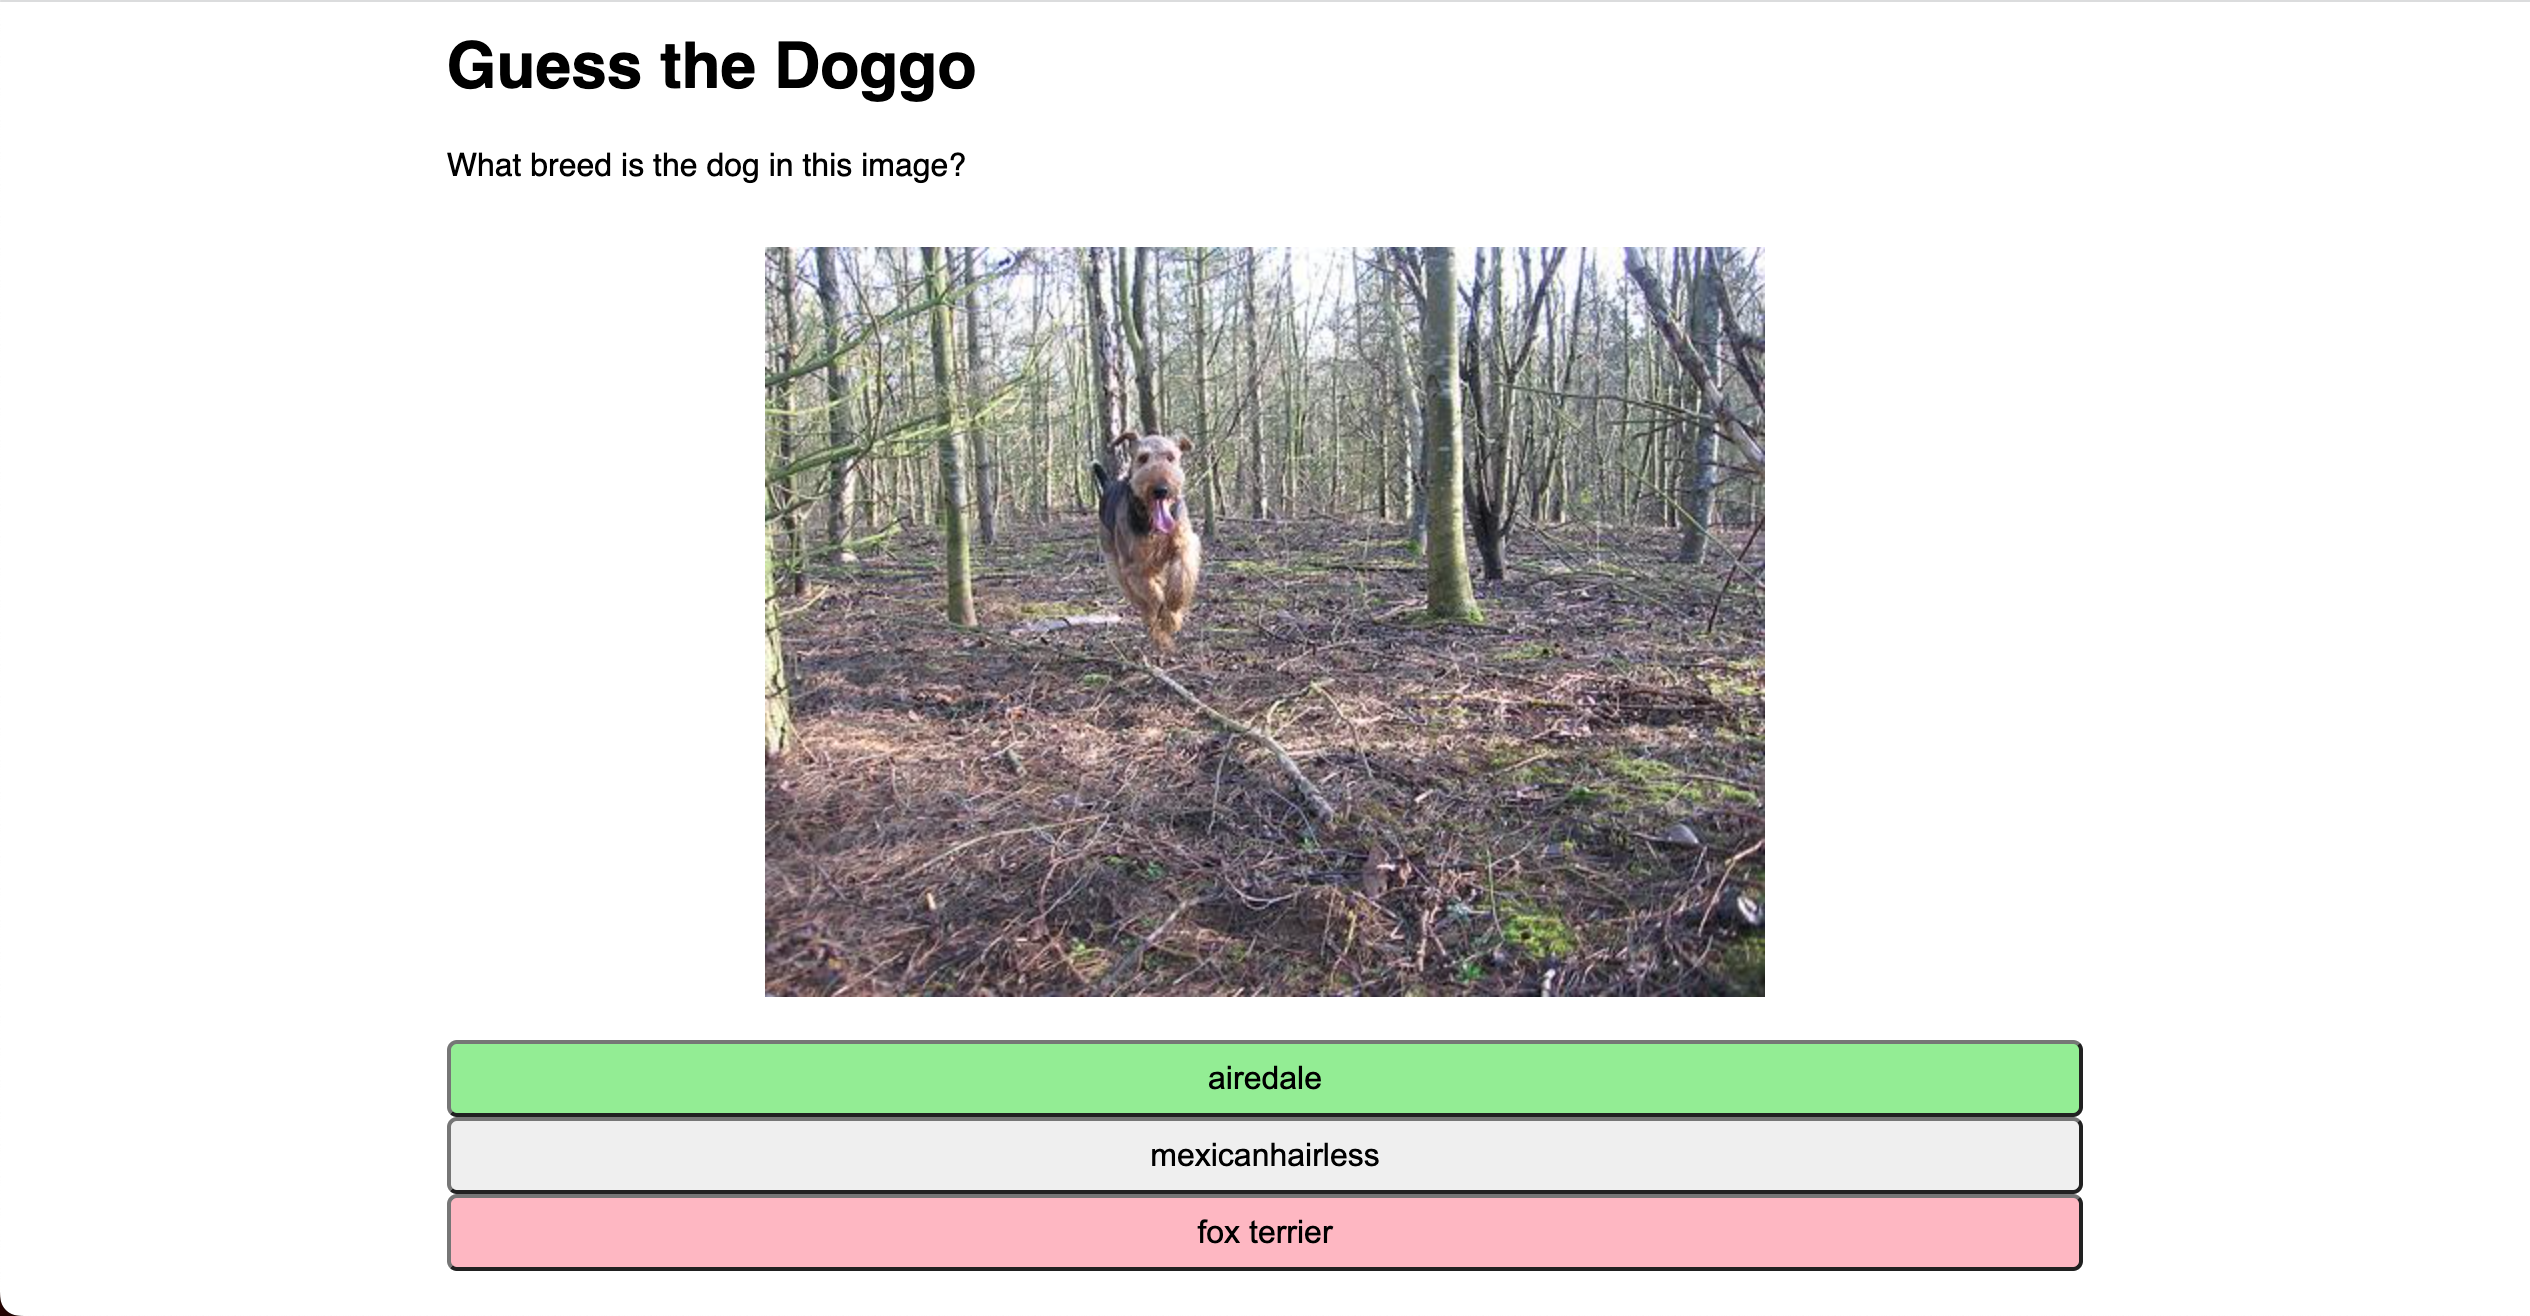 Guess the Doggo
What breed is the dog in this image?
airedale
mexicanhairless
fox terrier